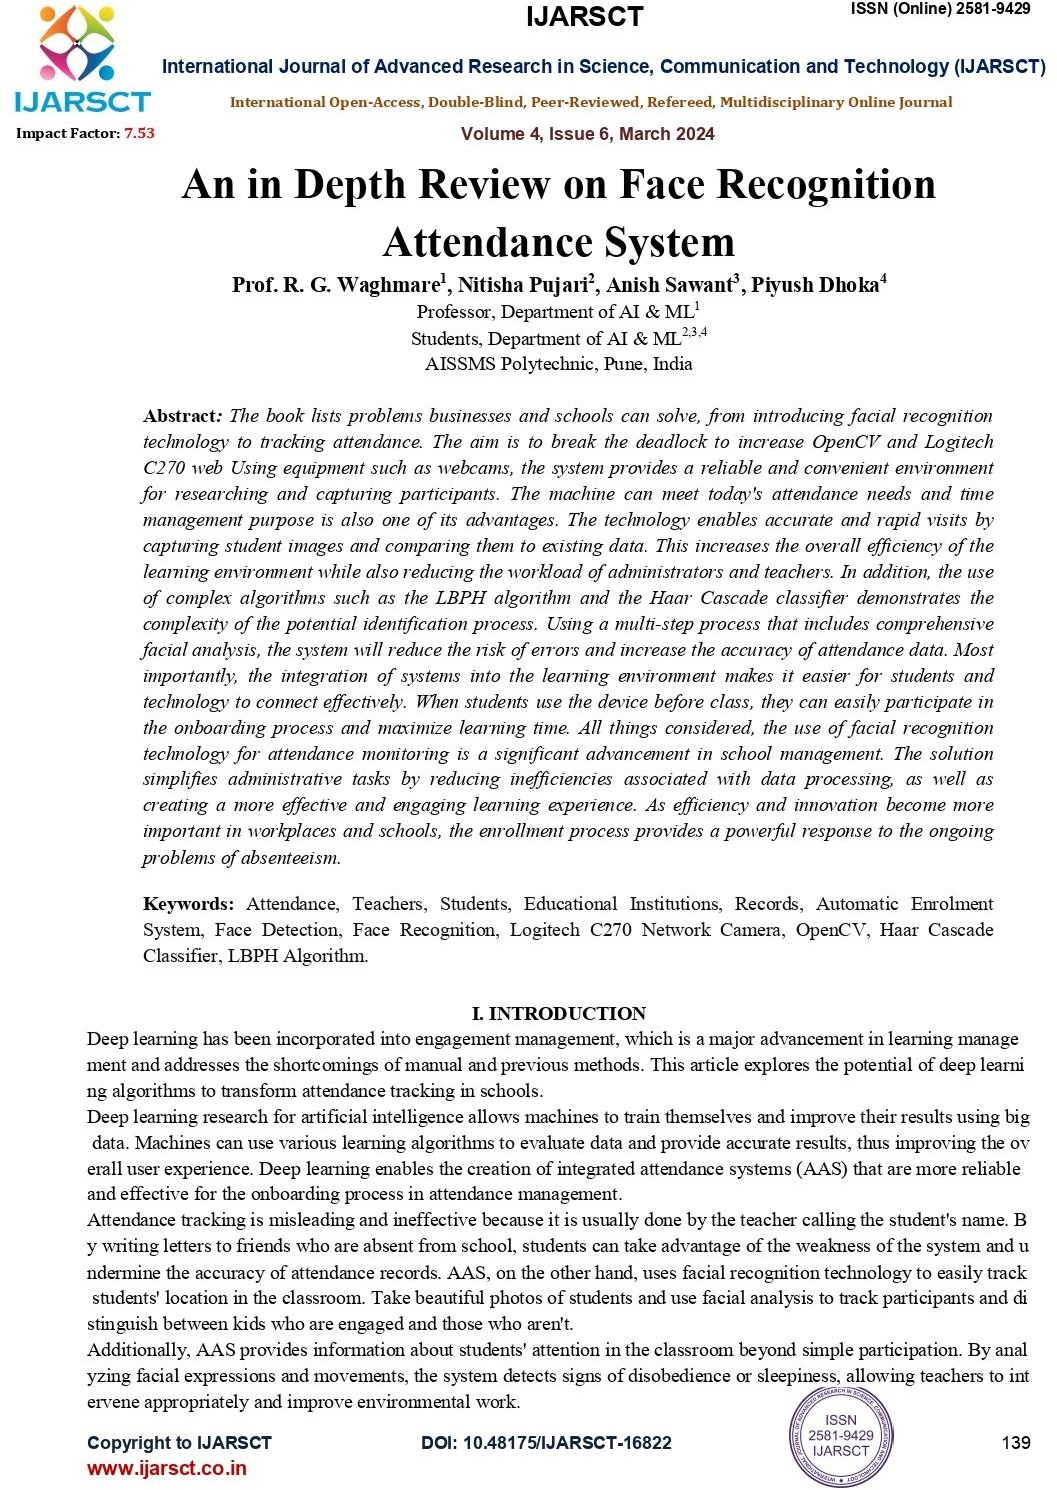 IJARSCT
ISSN (Online) 2581-9429
International Journal of Advanced Research in Science, Communication and Technology (IJARSCT)
IJARSCT
International Open-Access, Double-Blind, Peer-Reviewed, Refereed, Multidisciplinary Online Journal
Impact Factor: 7.53
Volume 4, Issue 6, March 2024
An in Depth Review on Face Recognition
Attendance System
Prof. R. G. Waghmare1, Nitisha Pujari2, Anish Sawant3, Piyush Dhoka4
Professor, Department of AI & ML1
Students, Department of AI & ML2,3,4
AISSMS Polytechnic, Pune, India
Abstract: The book lists problems businesses and schools can solve, from introducing facial recognition
technology to tracking attendance. The aim is to break the deadlock to increase OpenCV and Logitech
C270 web Using equipment such as webcams, the system provides a reliable and convenient environment
for researching and capturing participants. The machine can meet today's attendance needs and time
management purpose is also one of its advantages. The technology enables accurate and rapid visits by
capturing student images and comparing them to existing data. This increases the overall efficiency of the
learning environment while also reducing the workload of administrators and teachers. In addition, the use
of complex algorithms such as the LBPH algorithm and the Haar Cascade classifier demonstrates the
complexity of the potential identification process. Using a multi-step process that includes comprehensive
facial analysis, the system will reduce the risk of errors and increase the accuracy of attendance data. Most
importantly, the integration of systems into the learning environment makes it easier for students and
technology to connect effectively. When students use the device before class, they can easily participate in
the onboarding process and maximize learning time. All things considered, the use of facial recognition
technology for attendance monitoring is a significant advancement in school management. The solution
simplifies administrative tasks by reducing inefficiencies associated with data processing, as well as
creating a more effective and engaging learning experience. As efficiency and innovation become more
important in workplaces and schools, the enrollment process provides a powerful response to the ongoing
problems of absenteeism.
Keywords: Attendance, Teachers, Students, Educational Institutions, Records, Automatic Enrolment
System, Face Detection, Face Recognition, Logitech C270 Network Camera, OpenCV, Haar Cascade
Classifier, LBPH Algorithm.
I. INTRODUCTION
Deep learning has been incorporated into engagement management, which is a major advancement in learning manage
ment and addresses the shortcomings of manual and previous methods. This article explores the potential of deep learni
ng algorithms to transform attendance tracking in schools.
Deep learning research for artificial intelligence allows machines to train themselves and improve their results using big
data. Machines can use various learning algorithms to evaluate data and provide accurate results, thus improving the ov
erall user experience. Deep learning enables the creation of integrated attendance systems (AAS) that are more reliable
and effective for the onboarding process in attendance management.
Attendance tracking is misleading and ineffective because it is usually done by the teacher calling the student's name. B
y writing letters to friends who are absent from school, students can take advantage of the weakness of the system and u
ndermine the accuracy of attendance records. AAS, on the other hand, uses facial recognition technology to easily track
students' location in the classroom. Take beautiful photos of students and use facial analysis to track participants and di
stinguish between kids who are engaged and those who aren't.
Additionally, AAS provides information about students' attention in the classroom beyond simple participation. By anal
yzing facial expressions and movements, the system detects signs of disobedience or sleepiness, allowing teachers to int
ervene appropriately and improve environmental work.
INTERNATIONAL JOURNAL OF ADVANCED RESEARCH IN SCIENCE, COMMUNICATION AND TECHNOLOGY
ISSN
2581-9429
IJARSCT
Copyright to IJARSCT
DOI: 10.48175/IJARSCT-16822
139
www.ijarsct.co.in